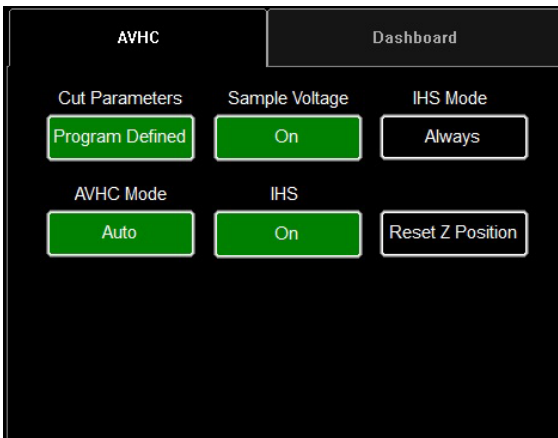 AVHC
Dashboard
Cut Parameters
Sample Voltage
IHS Mode
Program Defined
On
Always
AVHC Mode
IHS
Auto
On
Reset Z Position